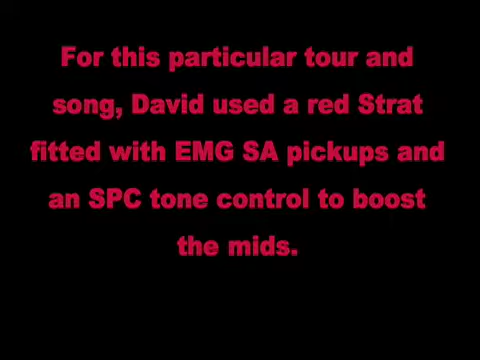 For this particular tour and
song, David used a red Strat
fitted with EMG SA pickups and
an SPC tone control to boost
the mids.